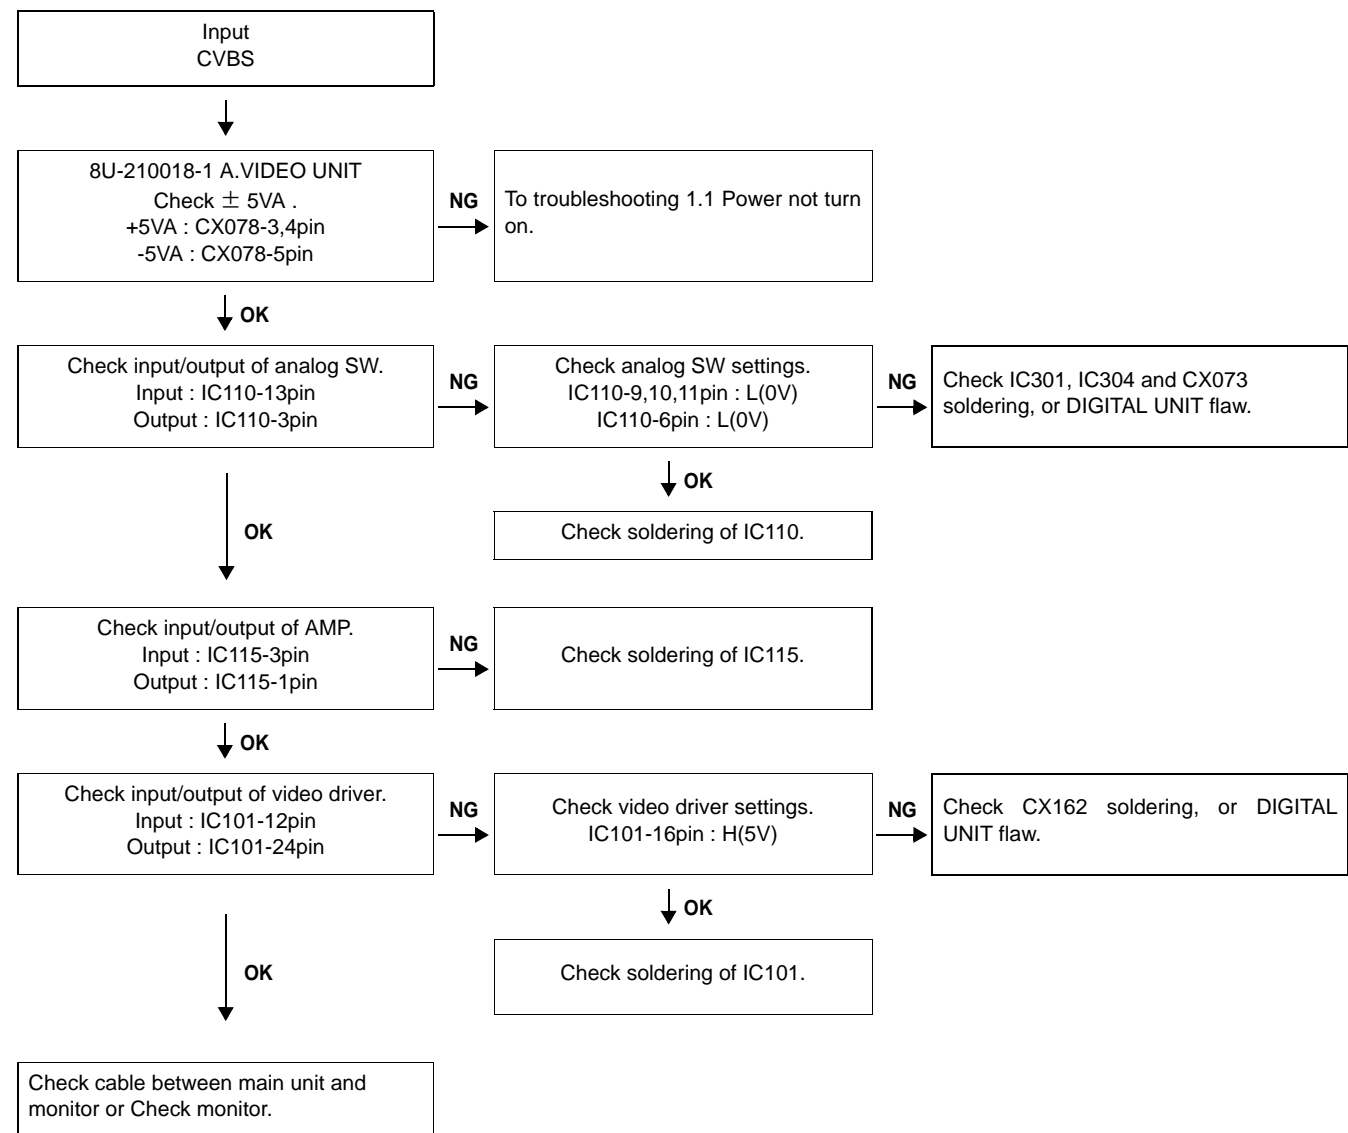 Input
CVBS
8U-210018-1 A.VIDEO UNIT
Check ± 5VA .
+5VA : CX078-3,4pin
-5VA : CX078-5pin
NG
To troubleshooting 1.1 Power not turn
on.
OK
Check input/output of analog SW.
Input : IC110-13pin
Output : IC110-3pin
NG
Check analog SW settings.
IC110-9,10,11pin : L(0V)
IC110-6pin : L(0V)
NG
Check IC301, IC304 and CX073
soldering, or DIGITAL UNIT flaw.
OK
Check soldering of IC110.
OK
Check input/output of AMP.
Input : IC115-3pin
Output : IC115-1pin
NG
Check soldering of IC115.
OK
Check input/output of video driver.
Input : IC101-12pin
Output : IC101-24pin
NG
Check video driver settings.
IC101-16pin : H(5V)
NG
Check CX162 soldering, or DIGITAL
UNIT flaw.
OK
Check soldering of IC101.
OK
Check cable between main unit and
monitor or Check monitor.